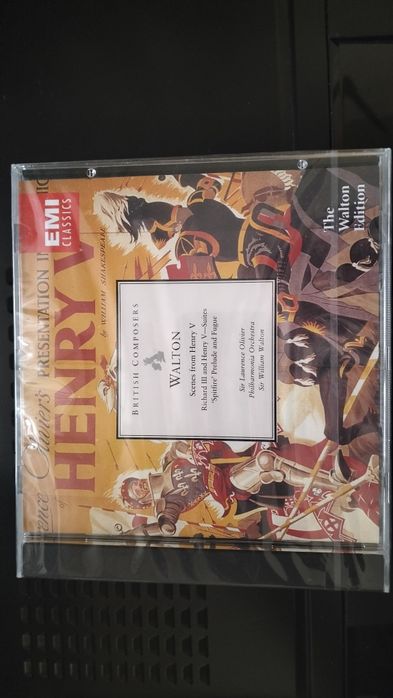 Olivier's PRESENTATION
EMI
CLASSICS
of HENRY V
by WILLIAM SHAKESPEARE
BRITISH COMPOSERS
WALTON
Scenes from Henry V
Richard III and Henry V—Suites
'Spitfire' Prelude and Fugue
Sir Laurence Olivier
Philharmonia Orchestra
Sir William Walton
The
Walton
Edition